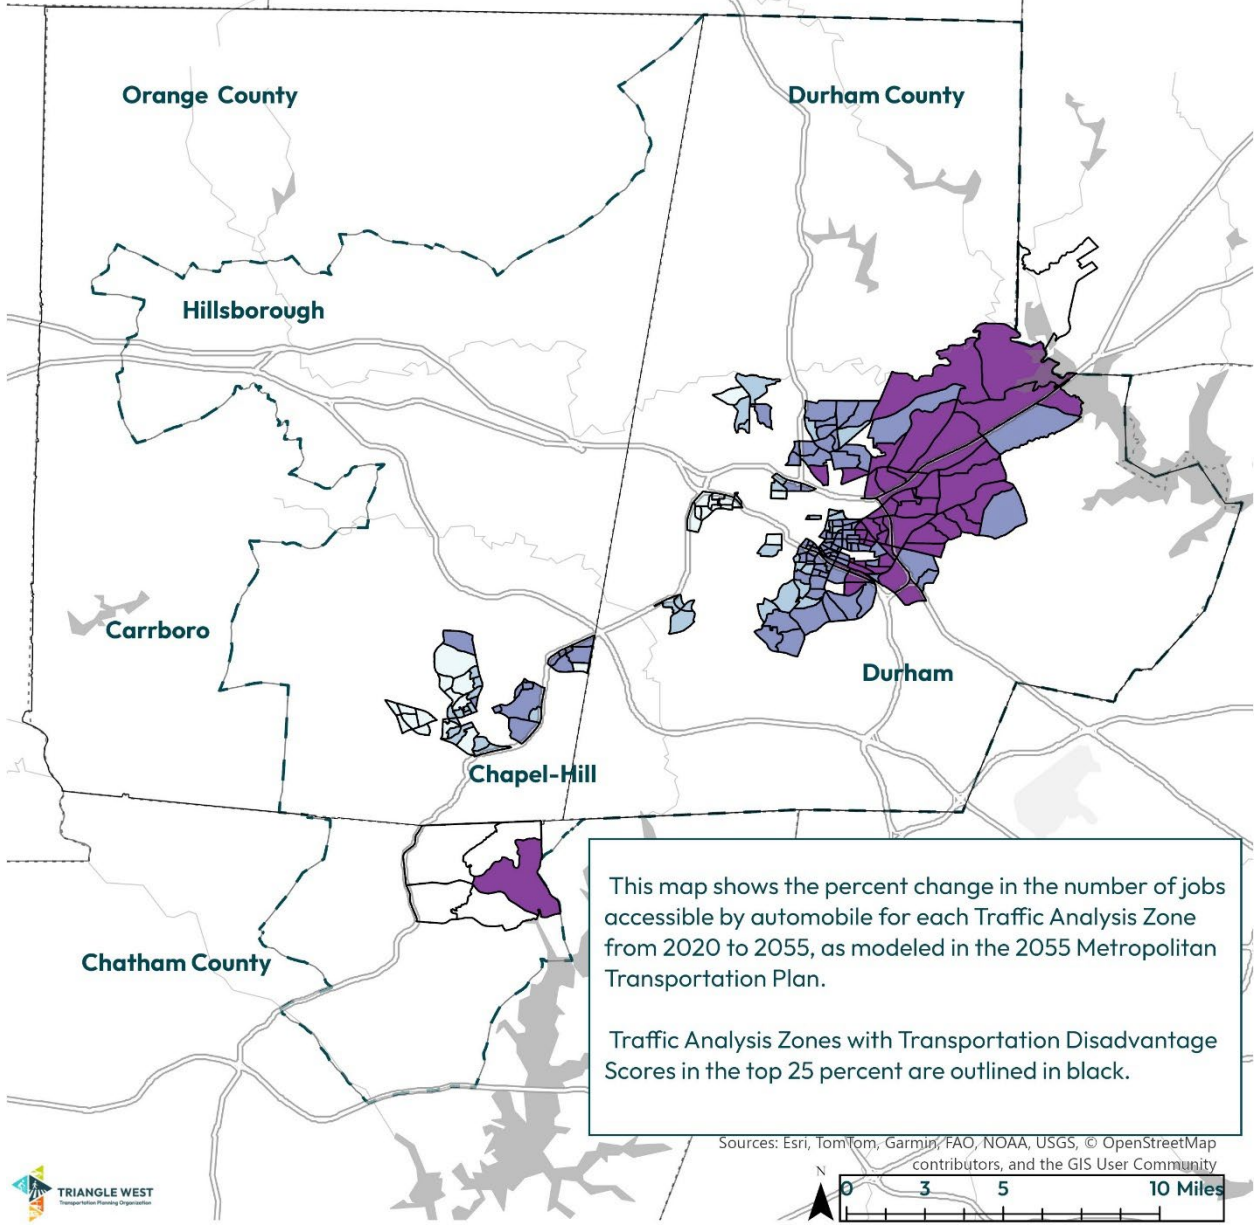 Orange County
Durham County
Hillsborough
Carrboro
Durham
Chapel-Hill
Chatham County
This map shows the percent change in the number of jobs
accessible by automobile for each Traffic Analysis Zone
from 2020 to 2055, as modeled in the 2055 Metropolitan
Transportation Plan.
Traffic Analysis Zones with Transportation Disadvantage
Scores in the top 25 percent are outlined in black.
Sources: Esri, TomTom, Garmin, FAO, NOAA, USGS, © OpenStreetMap
contributors, and the GIS User Community
TRIANGLE WEST
Transportation Planning Organization
N
0 3 5 10 Miles